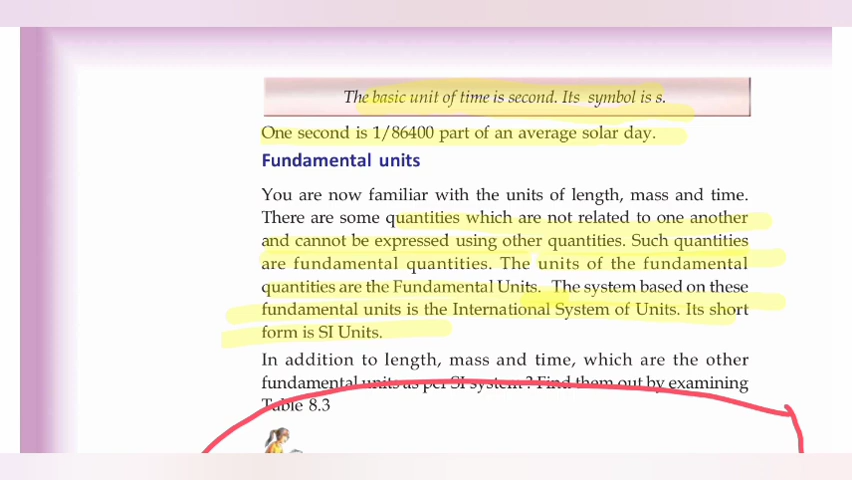 The basic unit of time is second. Its symbol is s.
One second is 1/86400 part of an average solar day.
Fundamental units
You are now familiar with the units of length, mass and time.
There are some quantities which are not related to one another
and cannot be expressed using other quantities. Such quantities
are fundamental quantities. The units of the fundamental
quantities are the Fundamental Units. The system based on these
fundamental units is the International System of Units. Its short
form is SI Units.
In addition to length, mass and time, which are the other
fundamental units as per SI system? Find them out by examining
Table 8.3